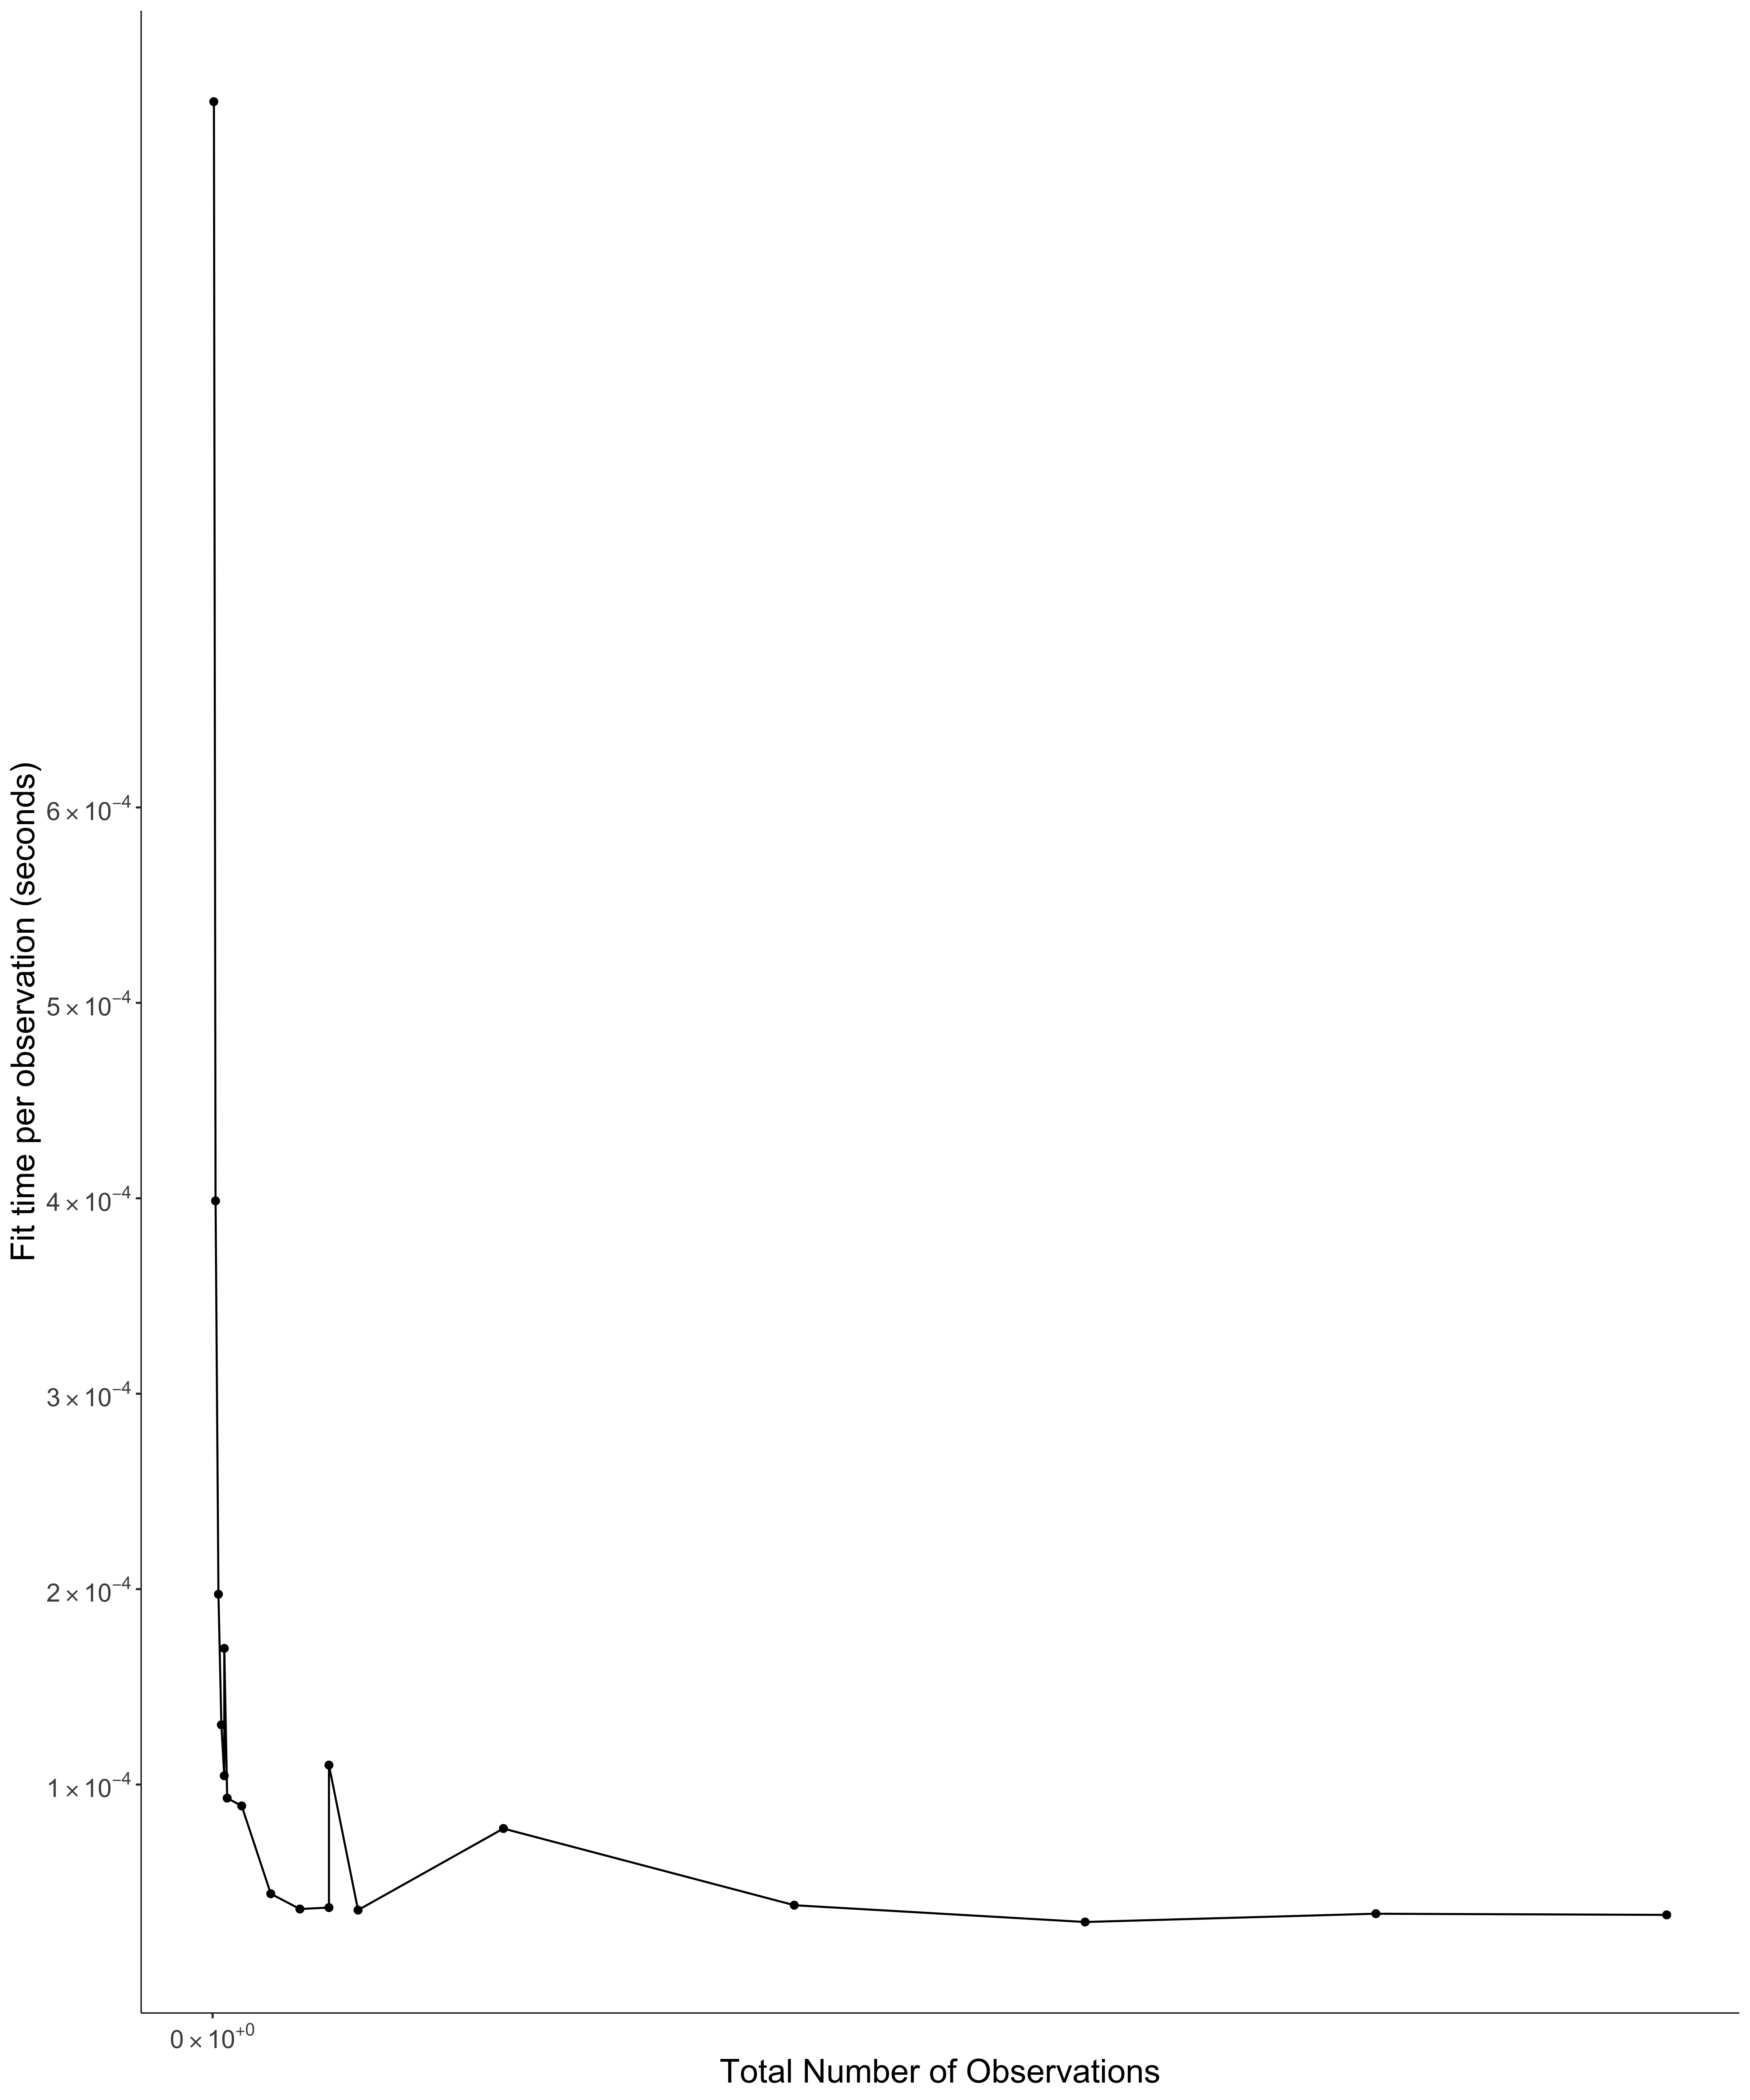 Fit time per observation (seconds)
6 × 10⁻⁴
5 × 10⁻⁴
4 × 10⁻⁴
3 × 10⁻⁴
2 × 10⁻⁴
1 × 10⁻⁴
0 × 10⁺⁰
Total Number of Observations